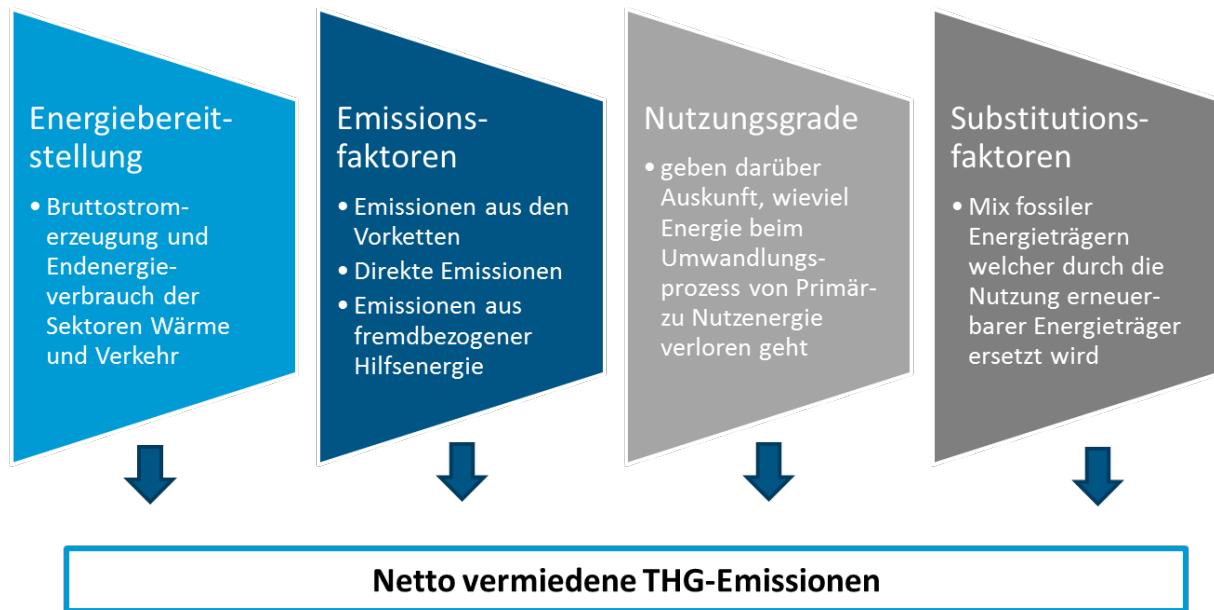 Energiebereit-
stellung
• Bruttostrom-
erzeugung und
Endenergie-
verbrauch der
Sektoren Wärme
und Verkehr
Emissions-
faktoren
• Emissionen aus den
Vorketten
• Direkte Emissionen
• Emissionen aus
fremdbezogener
Hilfsenergie
Nutzungsgrade
• geben darüber
Auskunft, wieviel
Energie beim
Umwandlungs-
prozess von Primär-
zu Nutzenergie
verloren geht
Substitutions-
faktoren
• Mix fossiler
Energieträgern
welcher durch die
Nutzung erneuer-
barer Energieträger
ersetzt wird
Netto vermiedene THG-Emissionen